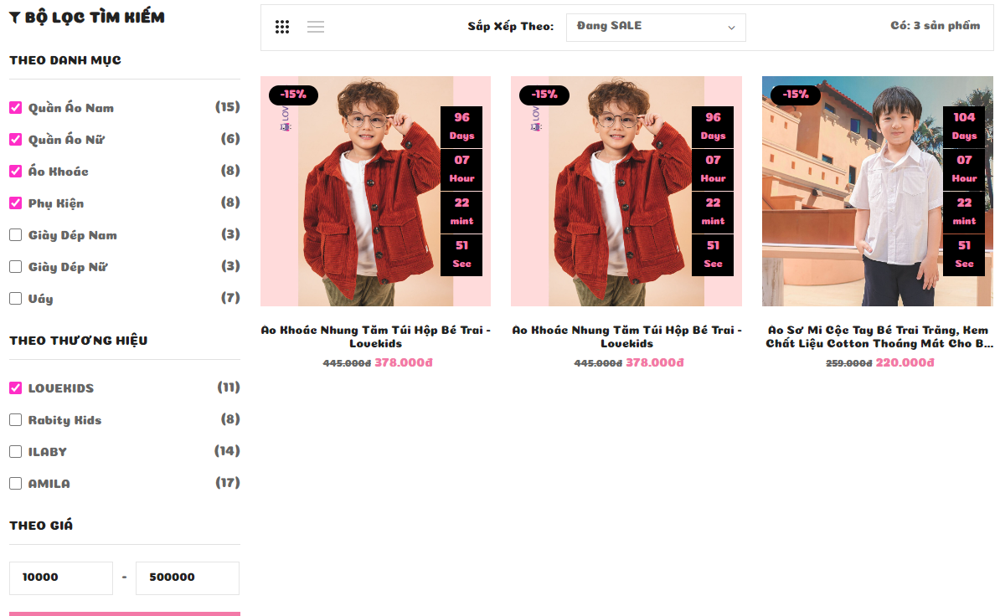 BỘ LỌC TÌM KIẾM
THEO DANH MỤC
Quần Áo Nam (15)
Quần Áo Nữ (6)
Áo Khoác (8)
Phụ Kiện (8)
Giày Dép Nam (3)
Giày Dép Nữ (3)
Váy (7)
THEO THƯƠNG HIỆU
LOVEKIDS (11)
Rabity Kids (8)
ILABY (14)
AMILA (17)
THEO GIÁ
10000 - 500000
Sắp Xếp Theo: Đang SALE
Có: 3 sản phẩm
-15%
LOV
96
Days
07
Hour
22
mint
51
Sec
Áo Khoác Nhung Tăm Túi Hộp Bé Trai -
Lovekids
445.000đ 378.000đ
-15%
LOV
96
Days
07
Hour
22
mint
51
Sec
Áo Khoác Nhung Tăm Túi Hộp Bé Trai -
Lovekids
445.000đ 378.000đ
-15%
104
Days
07
Hour
22
mint
51
Sec
Áo Sơ Mi Cộc Tay Bé Trai Trắng, Kem
Chất Liệu Cotton Thoáng Mát Cho B...
259.000đ 220.000đ